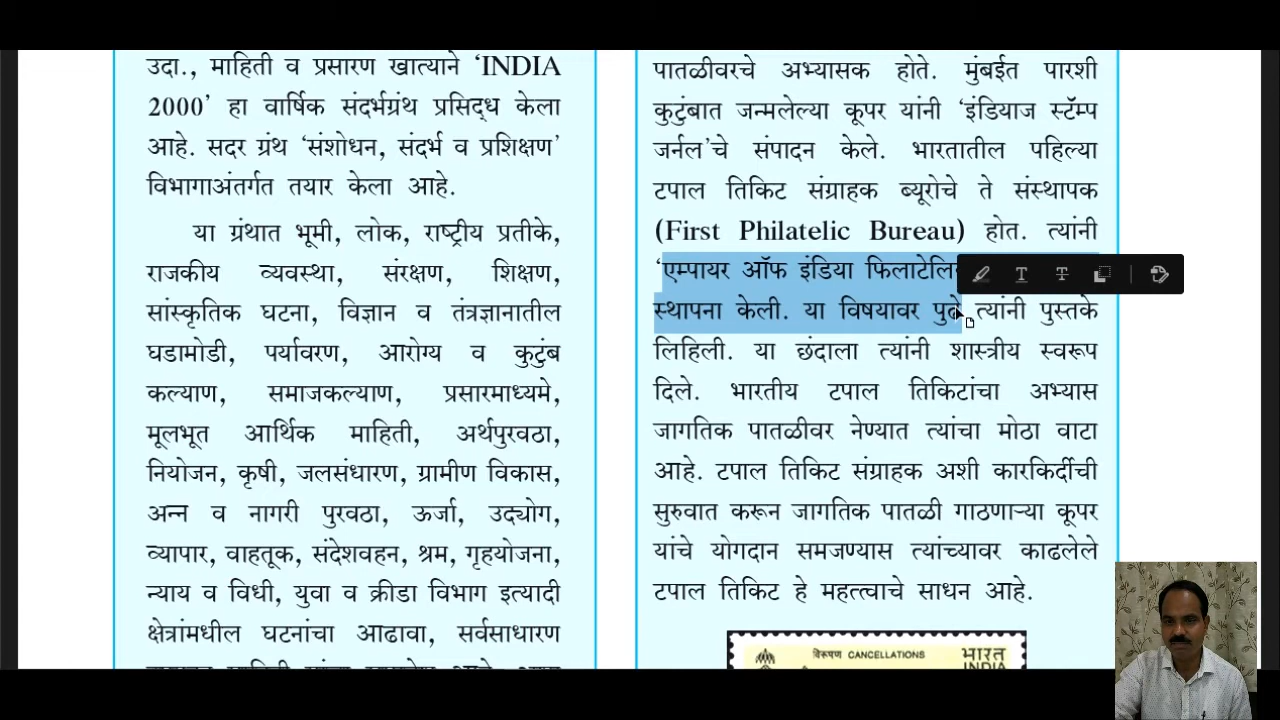 उदा., माहिती व प्रसारण खात्याने ‘INDIA
2000’ हा वार्षिक संदर्भग्रंथ प्रसिद्ध केला
आहे. सदर ग्रंथ ‘संशोधन, संदर्भ व प्रशिक्षण’
विभागाअंतर्गत तयार केला आहे.
या ग्रंथात भूमी, लोक, राष्ट्रीय प्रतीके,
राजकीय व्यवस्था, संरक्षण, शिक्षण,
सांस्कृतिक घटना, विज्ञान व तंत्रज्ञानातील
घडामोडी, पर्यावरण, आरोग्य व कुटुंब
कल्याण, समाजकल्याण, प्रसारमाध्यमे,
मूलभूत आर्थिक माहिती, अर्थपुरवठा,
नियोजन, कृषी, जलसंधारण, ग्रामीण विकास,
अन्न व नागरी पुरवठा, ऊर्जा, उद्योग,
व्यापार, वाहतूक, संदेशवहन, श्रम, गृहयोजना,
न्याय व विधी, युवा व क्रीडा विभाग इत्यादी
क्षेत्रांमधील घटनांचा आढावा, सर्वसाधारण
पातळीवरचे अभ्यासक होते. मुंबईत पारशी
कुटुंबात जन्मलेल्या कूपर यांनी ‘इंडियाज स्टॅम्प
जर्नल’चे संपादन केले. भारतातील पहिल्या
टपाल तिकिट संग्राहक ब्यूरोचे ते संस्थापक
(First Philatelic Bureau) होत. त्यांनी
‘एम्पायर ऑफ इंडिया
स्थापना केली. या विषयावर पुढे त्यांनी पुस्तके
लिहिली. या छंदाला त्यांनी शास्त्रीय स्वरूप
दिले. भारतीय टपाल तिकिटांचा अभ्यास
जागतिक पातळीवर नेण्यात त्यांचा मोठा वाटा
आहे. टपाल तिकिट संग्राहक अशी कारकिर्दीची
सुरुवात करून जागतिक पातळी गाठणाऱ्या कूपर
यांचे योगदान समजण्यास त्यांच्यावर काढलेले
टपाल तिकिट हे महत्त्वाचे साधन आहे.
विरूपण CANCELLATIONS भारत
INDIA